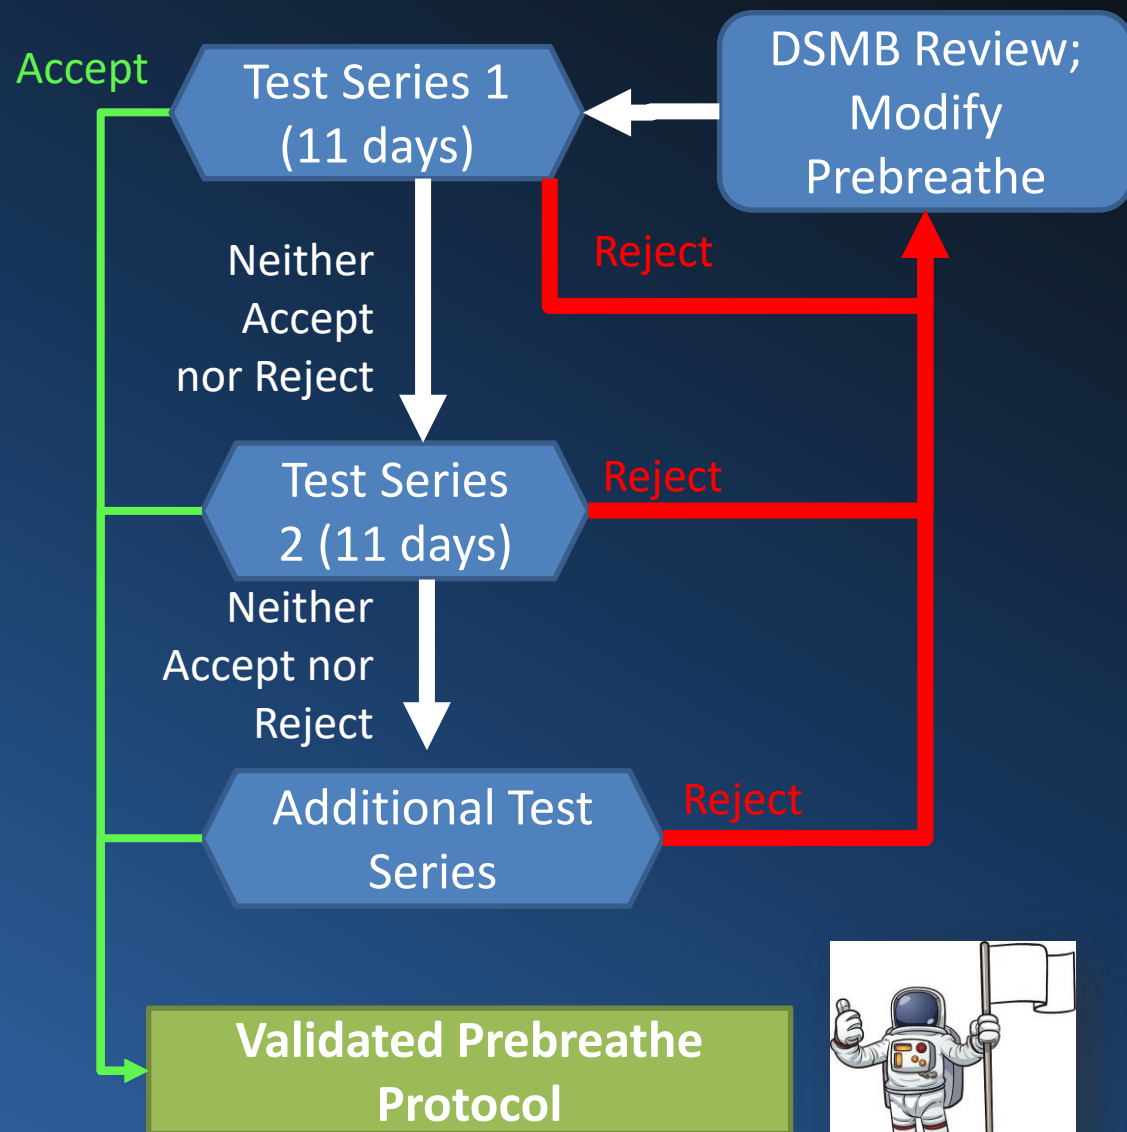 Accept
Test Series 1
(11 days)
DSMB Review;
Modify
Prebreathe
Neither
Accept
nor Reject
Reject
Test Series
2 (11 days)
Reject
Neither
Accept nor
Reject
Additional Test
Series
Reject
Validated Prebreathe
Protocol